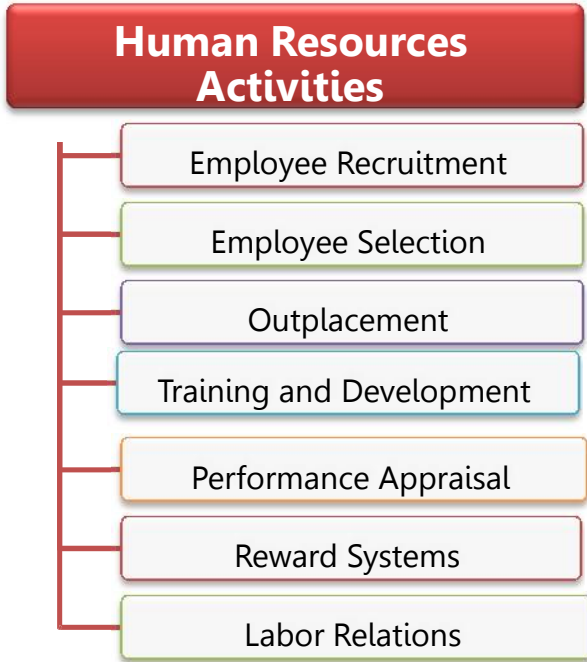 Human Resources
Activities
Employee Recruitment
Employee Selection
Outplacement
Training and Development
Performance Appraisal
Reward Systems
Labor Relations